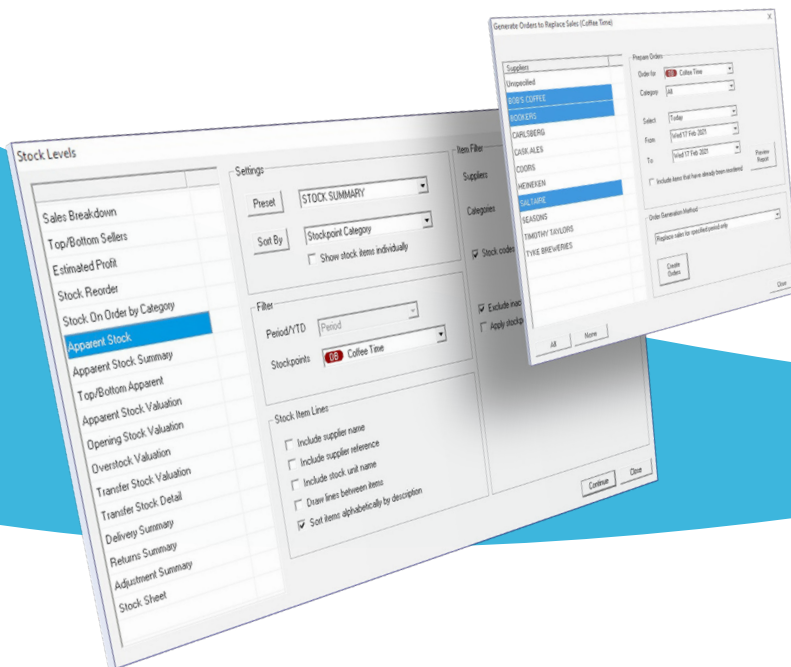 Stock Levels
Sales Breakdown
Top/Bottom Sellers
Estimated Profit
Stock Reorder
Stock On Order by Category
Apparent Stock
Apparent Stock Summary
Top/Bottom Apparent
Apparent Stock Valuation
Opening Stock Valuation
Overstock Valuation
Transfer Stock Valuation
Transfer Stock Detail
Delivery Summary
Returns Summary
Adjustment Summary
Stock Sheet
Settings
Preset STOCK SUMMARY
Sort By Stockpoint Category
Show stock items individually
Filter
Period/YTD Period
Stockpoints DB Coffee Time
Stock Item Lines
Include supplier name
Include supplier reference
Include stock unit name
Draw lines between items
Sort items alphabetically by description
Item Filter
Suppliers
Categories
Stock codes
Exclude
Apply
Continue Close
Generate Orders to Replace Sales (Coffee Time) X
Suppliers
Unspecified
BOB'S COFFEE
BOOKERS
CARLSBERG
CASK ALES
COORS
HEINEKEN
SALTAIRE
SEASONS
TIMOTHY TAYLORS
TYKE BREWERIES
All None
Prepare Orders
Order for DB Coffee Time
Category All
Select Today
From Wed 17 Feb 2021
To Wed 17 Feb 2021
Include items that have already been reordered
Preview
Report
Order Generation Method
Replace sales for specified period only
Create
Orders
Close